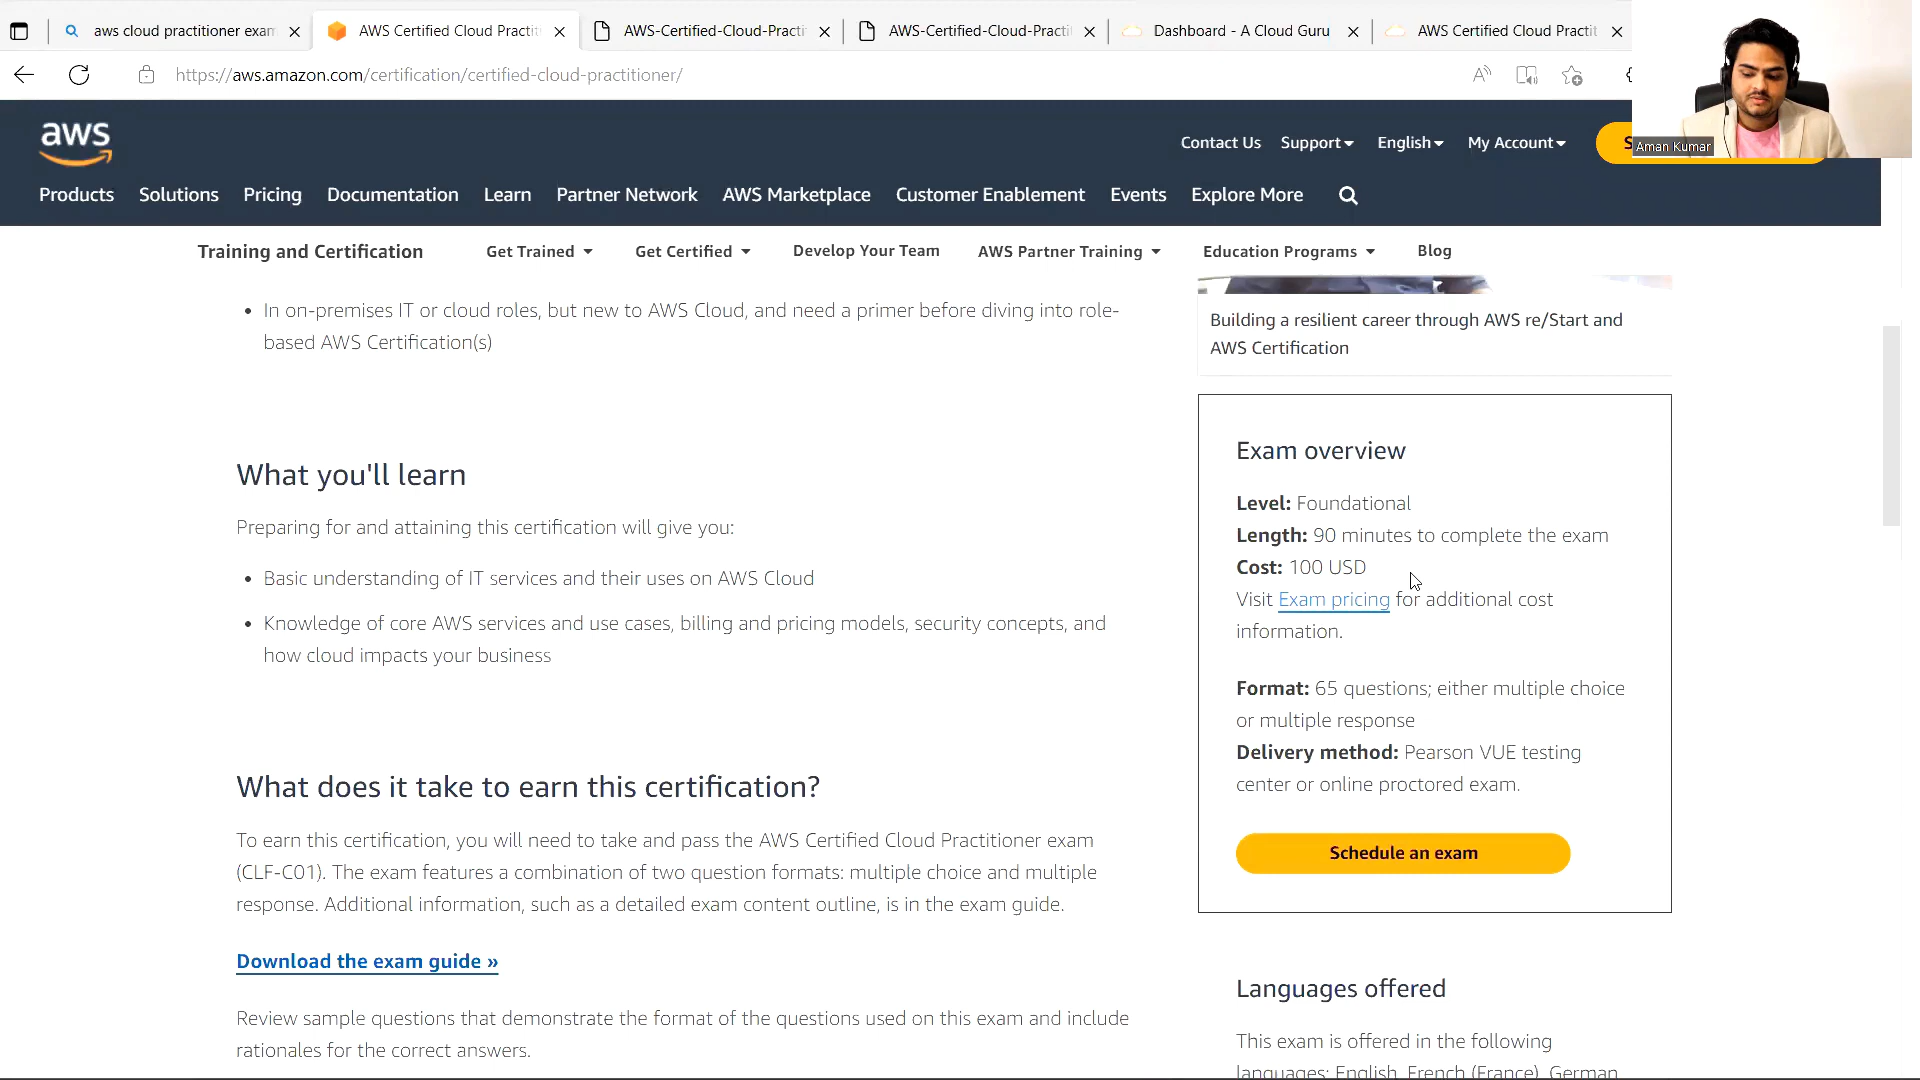 aws cloud practitioner exam
AWS Certified Cloud Practit
AWS-Certified-Cloud-Practi
AWS-Certified-Cloud-Practi
Dashboard - A Cloud Guru
AWS Certified Cloud Practit
https://aws.amazon.com/certification/certified-cloud-practitioner/
aws
Contact Us Support English My Account
Aman Kumar
Products Solutions Pricing Documentation Learn Partner Network AWS Marketplace Customer Enablement Events Explore More
Training and Certification Get Trained Get Certified Develop Your Team AWS Partner Training Education Programs Blog
• In on-premises IT or cloud roles, but new to AWS Cloud, and need a primer before diving into role-
based AWS Certification(s)
What you'll learn
Preparing for and attaining this certification will give you:
• Basic understanding of IT services and their uses on AWS Cloud
• Knowledge of core AWS services and use cases, billing and pricing models, security concepts, and
how cloud impacts your business
What does it take to earn this certification?
To earn this certification, you will need to take and pass the AWS Certified Cloud Practitioner exam
(CLF-C01). The exam features a combination of two question formats: multiple choice and multiple
response. Additional information, such as a detailed exam content outline, is in the exam guide.
Download the exam guide »
Review sample questions that demonstrate the format of the questions used on this exam and include
rationales for the correct answers.
Building a resilient career through AWS re/Start and
AWS Certification
Exam overview
Level: Foundational
Length: 90 minutes to complete the exam
Cost: 100 USD
Visit Exam pricing for additional cost
information.
Format: 65 questions; either multiple choice
or multiple response
Delivery method: Pearson VUE testing
center or online proctored exam.
Schedule an exam
Languages offered
This exam is offered in the following
languages: English, French (France), German